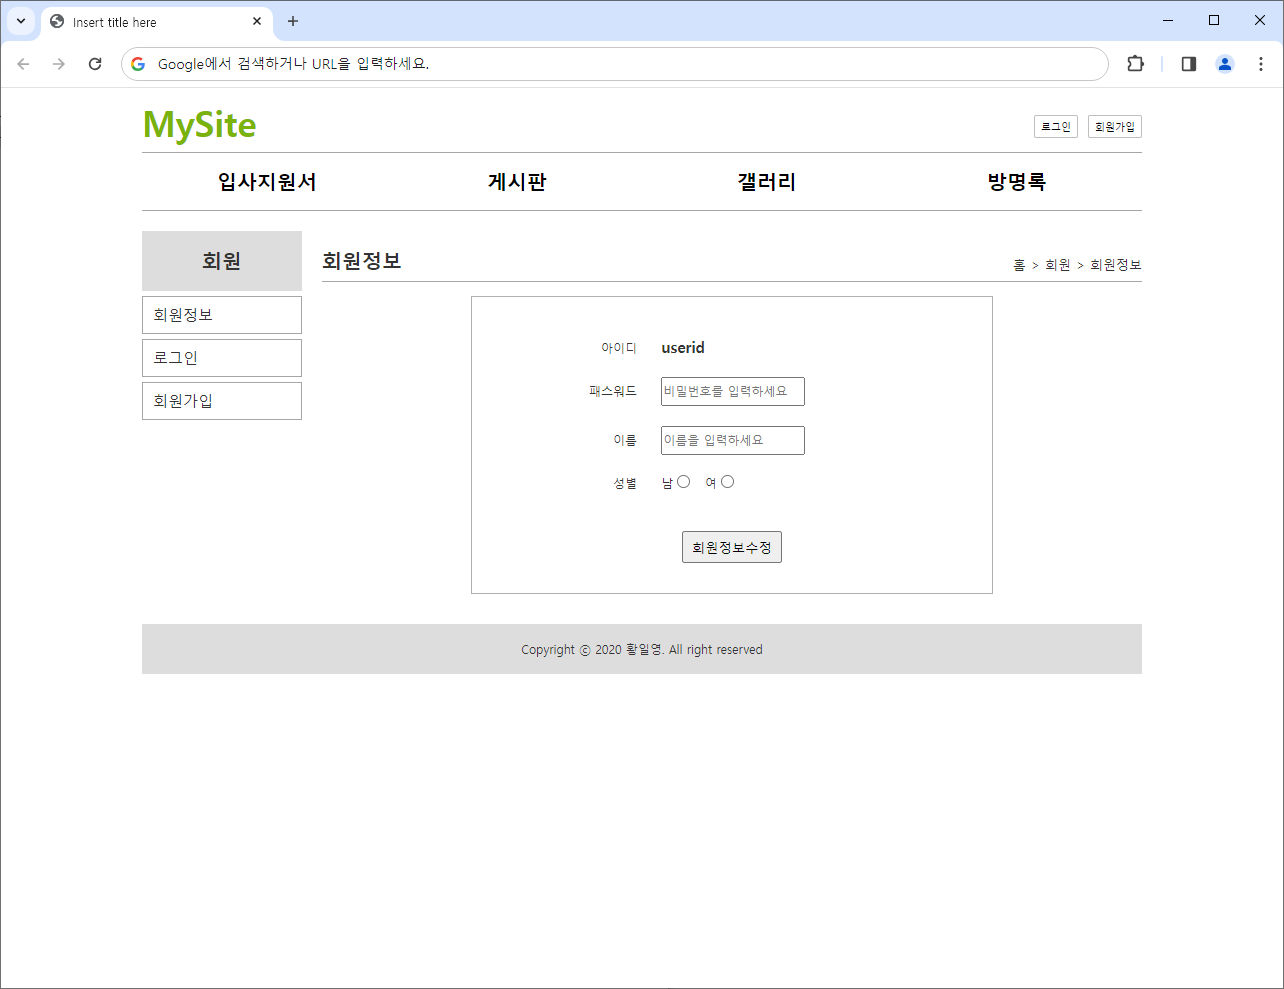 Insert title here
Google에서 검색하거나 URL을 입력하세요.
MySite
로그인 회원가입
입사지원서 게시판 갤러리 방명록
회원
회원정보
로그인
회원가입
회원정보
홈 > 회원 > 회원정보
아이디 userid
패스워드 비밀번호를 입력하세요
이름 이름을 입력하세요
성별 남 여
회원정보수정
Copyright ⓒ 2020 황일영. All right reserved